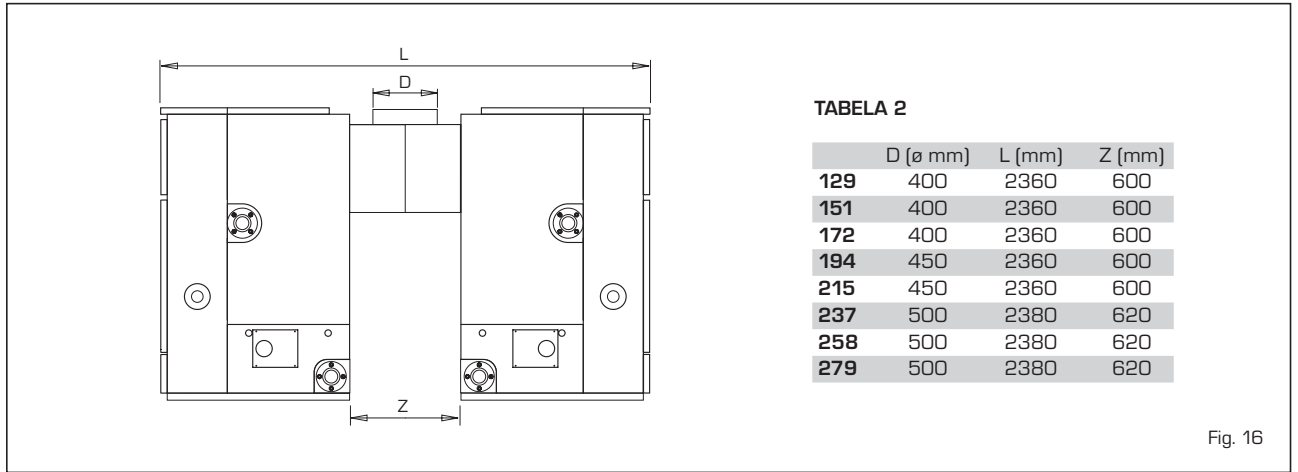 L
D
Z
TABELA 2
D (ø mm) L (mm) Z (mm)
129 400 2360 600
151 400 2360 600
172 400 2360 600
194 450 2360 600
215 450 2360 600
237 500 2380 620
258 500 2380 620
279 500 2380 620
Fig. 16